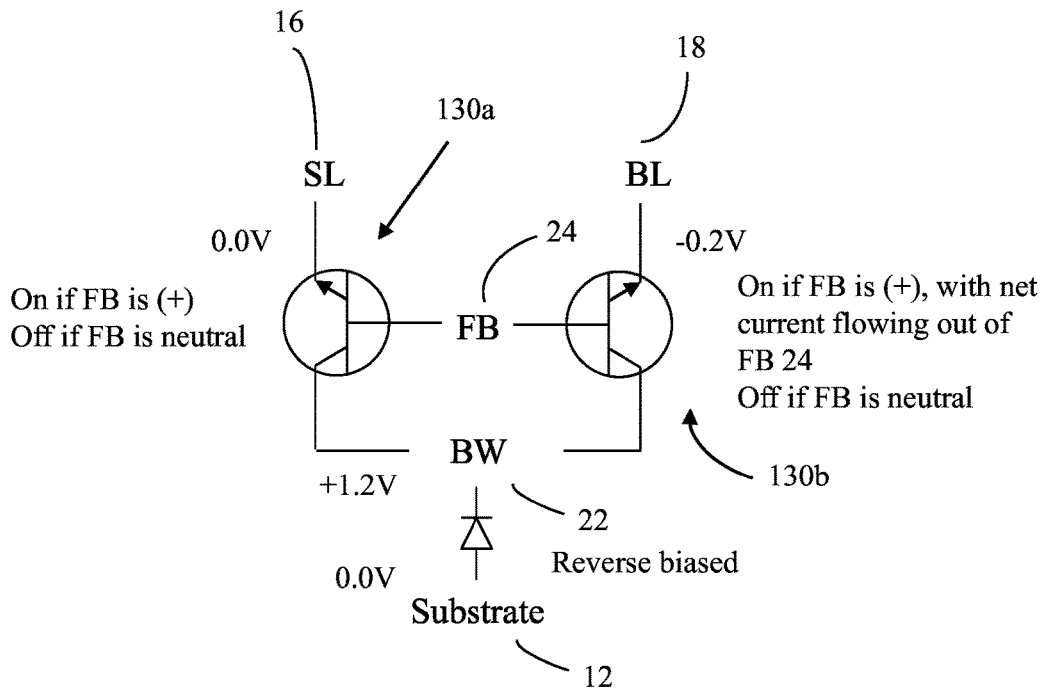 16
18
130a
SL
BL
0.0V
24
-0.2V
On if FB is (+)
Off if FB is neutral
FB
On if FB is (+), with net
current flowing out of
FB 24
Off if FB is neutral
BW
+1.2V
130b
22
Reverse biased
0.0V
Substrate
12